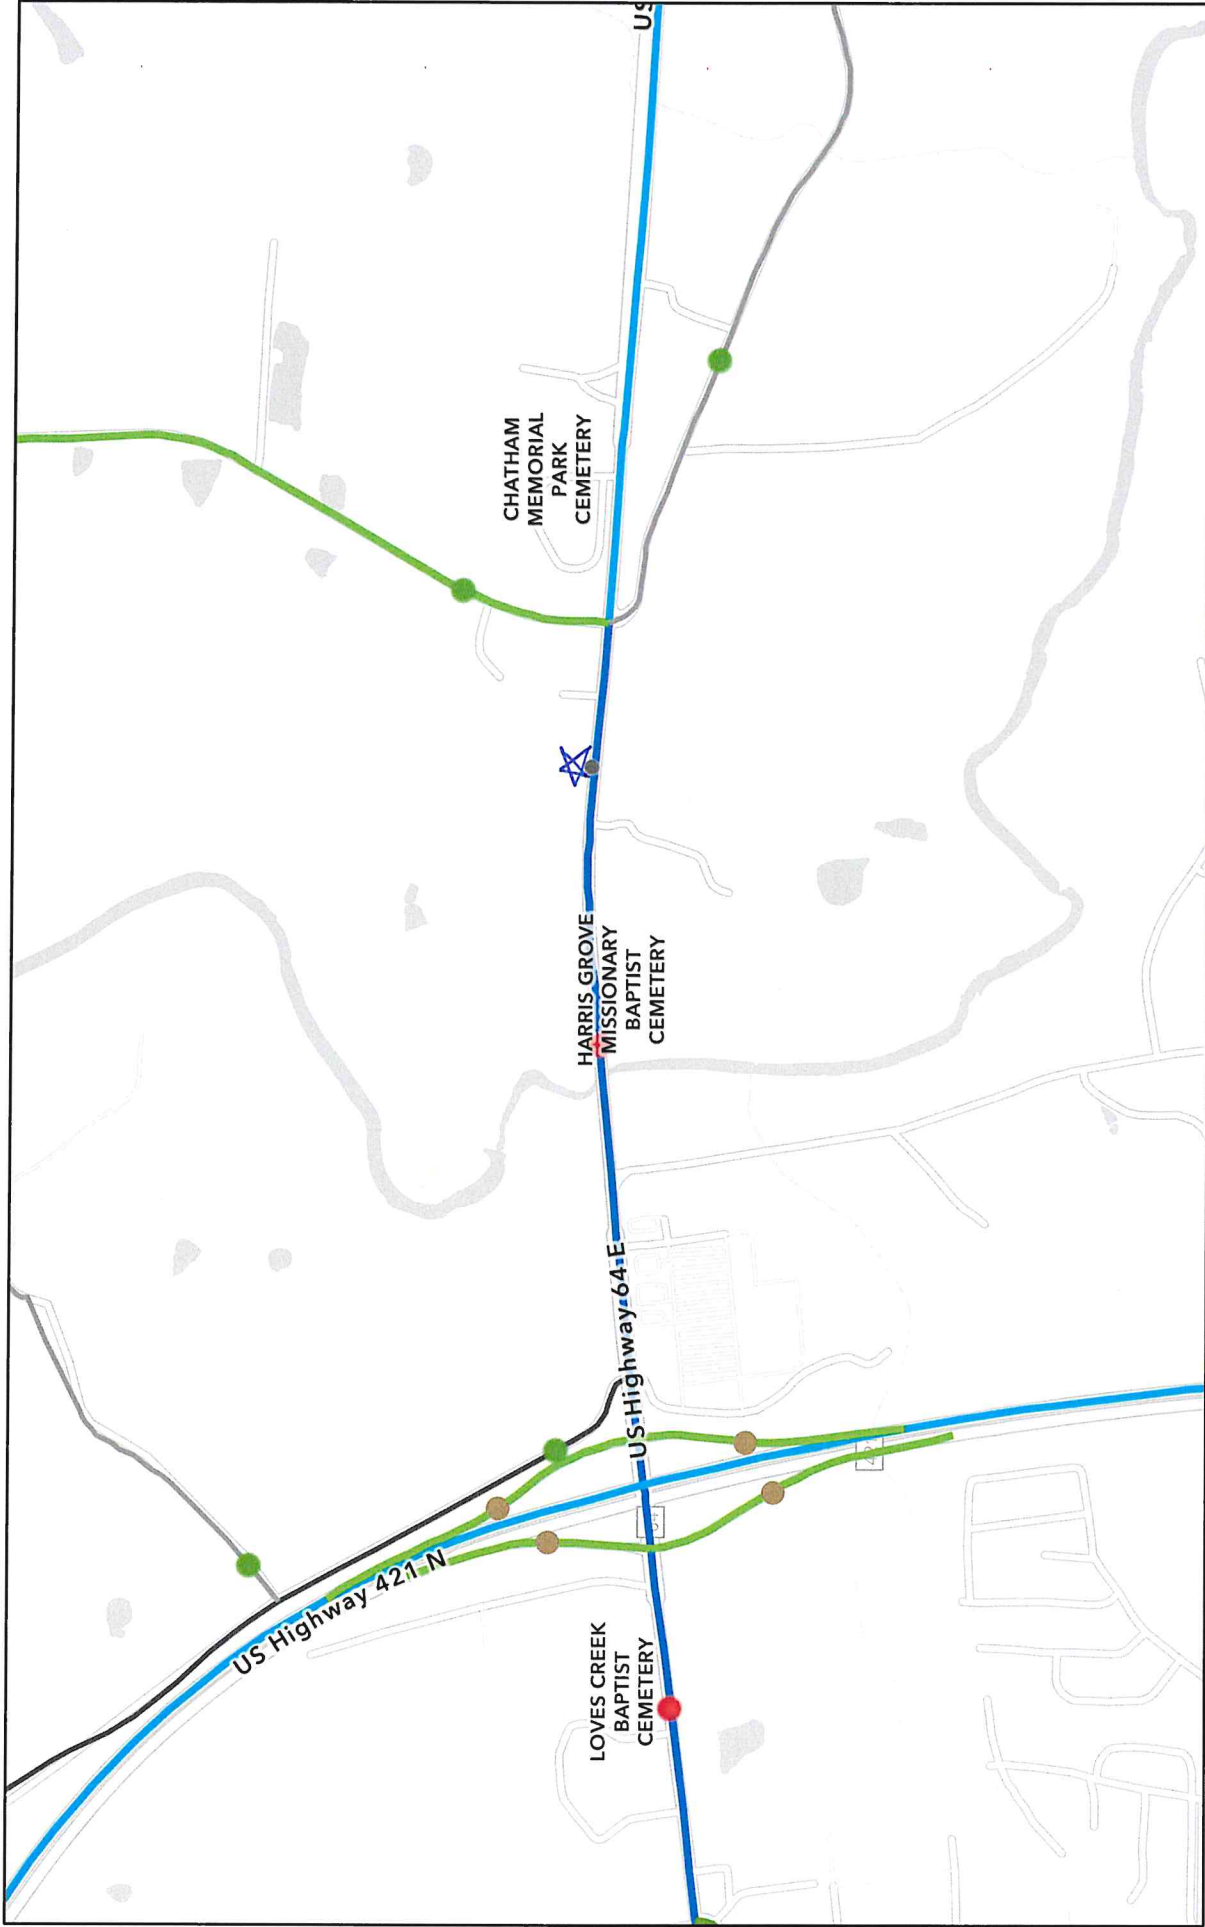 US
CHATHAM
MEMORIAL
PARK
CEMETERY
HARRIS GROVE
MISSIONARY
BAPTIST
CEMETERY
US Highway 64 E
US Highway 421 N
LOVES CREEK
BAPTIST
CEMETERY